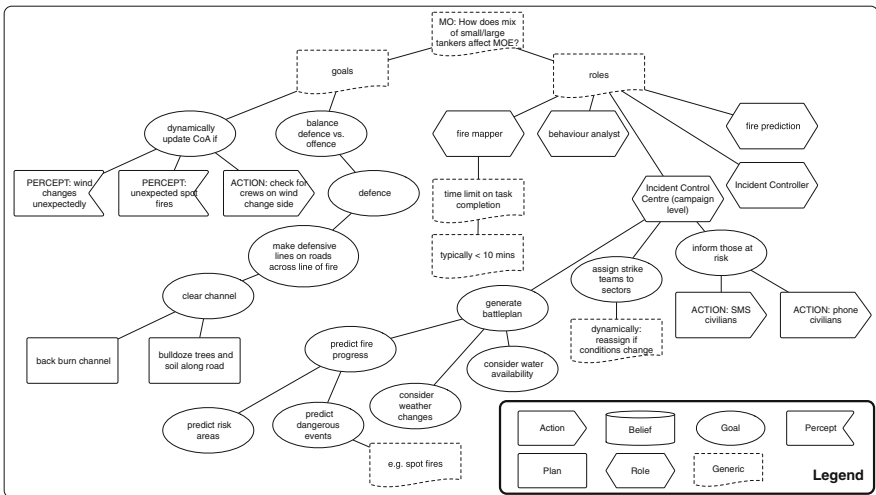 MO: How does mix
of small/large
tankers affect MOE?
goals
roles
dynamically
update CoA if
balance
defence vs.
offence
fire mapper
behaviour analyst
fire prediction
PERCEPT: wind
changes
unexpectedly
PERCEPT:
unexpected spot
fires
ACTION: check for
crews on wind
change side
defence
time limit on task
completion
Incident Control
Centre (campaign
level)
Incident Controller
make defensive
lines on roads
across line of fire
typically < 10 mins
inform those at
risk
assign strike
teams to
sectors
clear channel
generate
battleplan
ACTION: SMS
civilians
ACTION: phone
civilians
back burn channel
bulldoze trees and
soil along road
predict fire
progress
dynamically:
reassign if
conditions change
consider water
availability
consider
weather
changes
predict risk
areas
predict
dangerous
events
e.g. spot fires
Action
Belief
Goal
Percept
Plan
Role
Generic
Legend